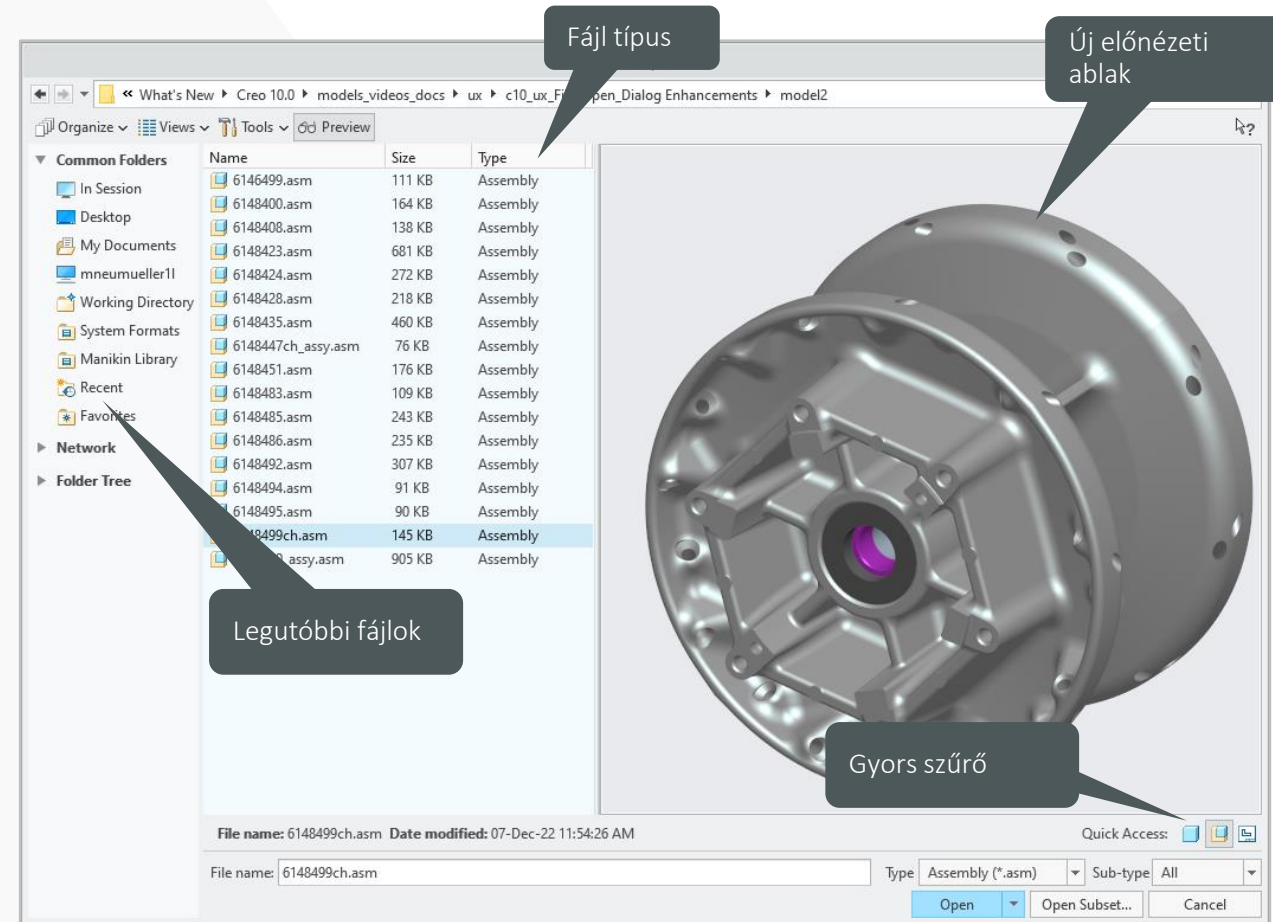 Fájl típus
Új előnézeti
ablak
« What's New Creo 10.0 models_videos_docs ux c10_ux_Fi pen_Dialog Enhancements model2
Organize Views Tools Preview
Common Folders
In Session
Desktop
My Documents
mneumueller1l
Working Directory
System Formats
Manikin Library
Recent
Favorites
Network
Folder Tree
Name Size Type
6146499.asm 111 KB Assembly
6148400.asm 164 KB Assembly
6148408.asm 138 KB Assembly
6148423.asm 681 KB Assembly
6148424.asm 272 KB Assembly
6148428.asm 218 KB Assembly
6148435.asm 460 KB Assembly
6148447ch_assy.asm 76 KB Assembly
6148451.asm 176 KB Assembly
6148483.asm 109 KB Assembly
6148485.asm 243 KB Assembly
6148486.asm 235 KB Assembly
6148492.asm 307 KB Assembly
6148494.asm 91 KB Assembly
6148495.asm 90 KB Assembly
48499ch.asm 145 KB Assembly
_assy.asm 905 KB Assembly
Legutóbbi fájlok
Gyors szűrő
File name: 6148499ch.asm Date modified: 07-Dec-22 11:54:26 AM
Quick Access:
File name: 6148499ch.asm
Type Assembly (*.asm) Sub-type All
Open Open Subset... Cancel